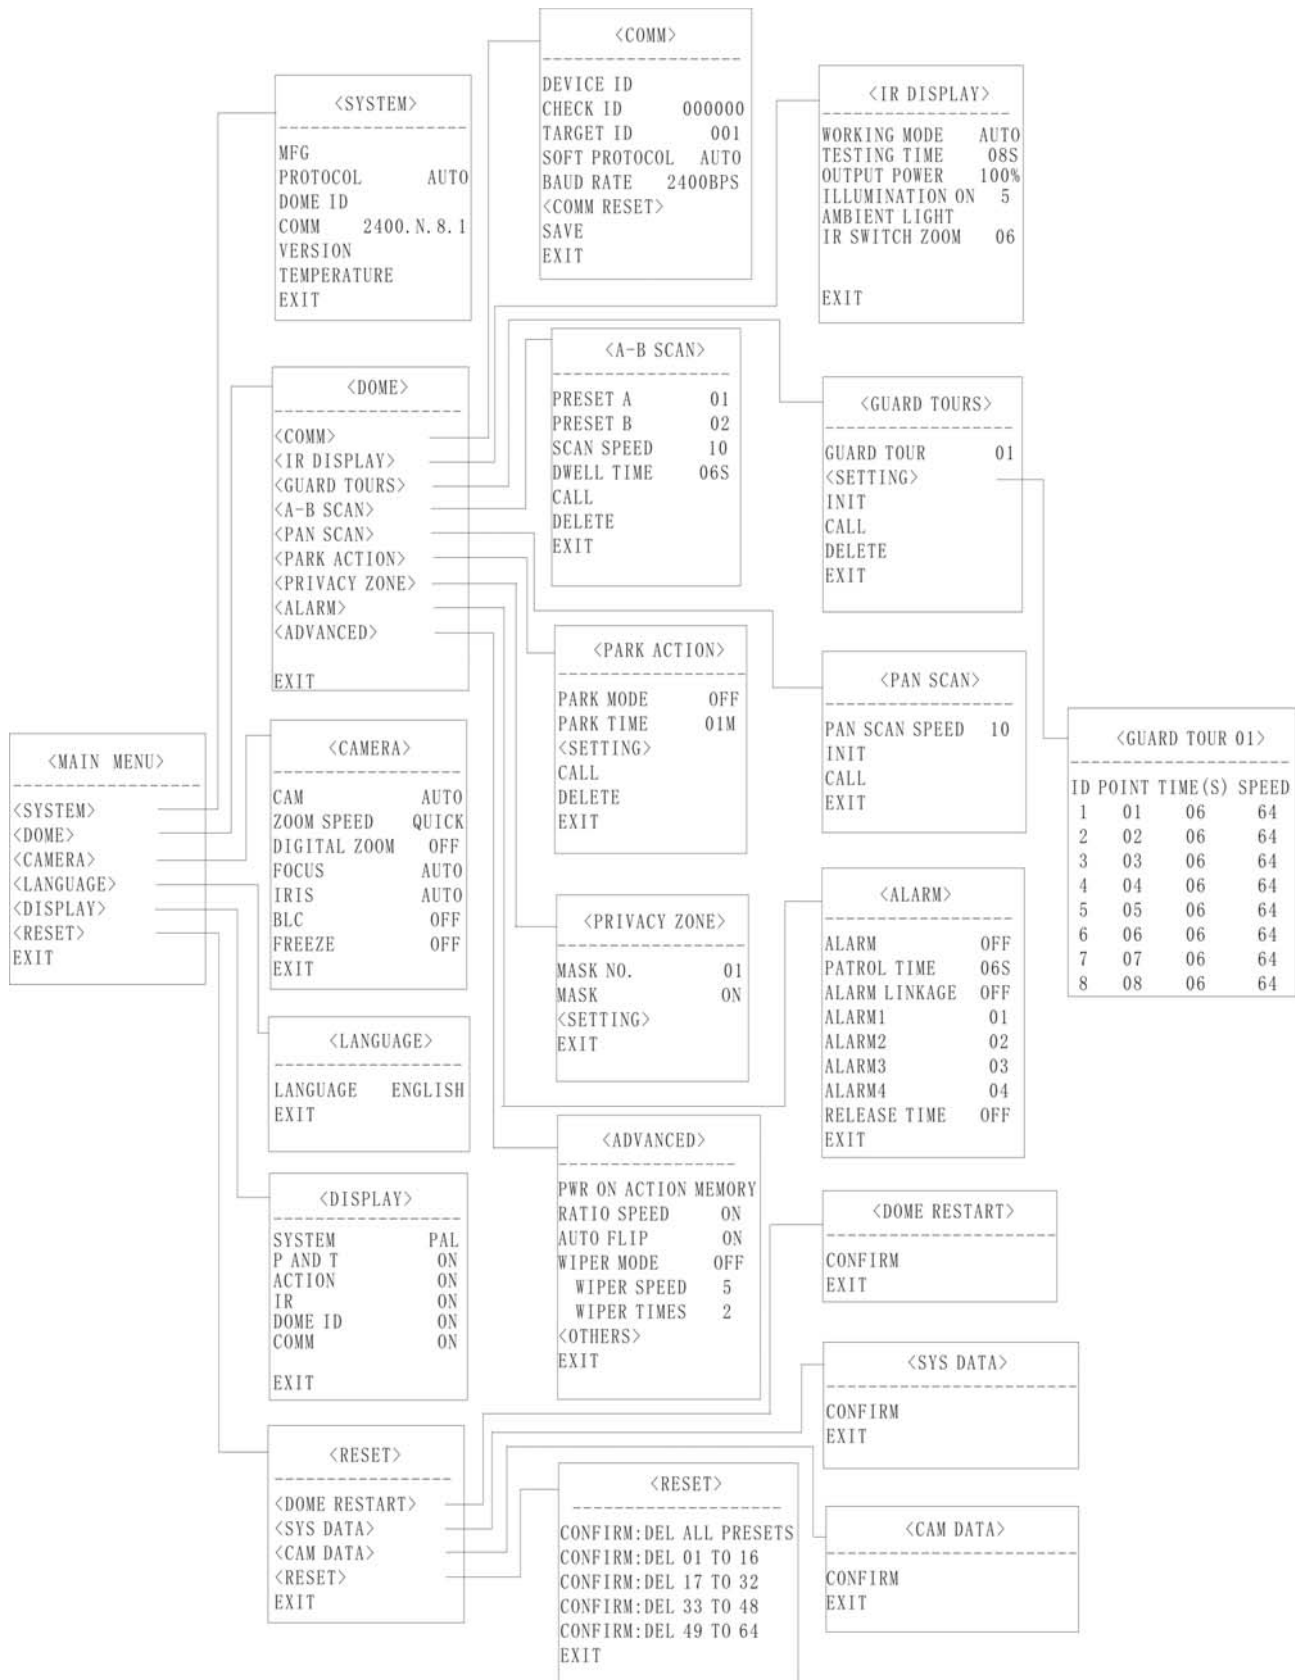 <MAIN MENU>
<SYSTEM>
<DOME>
<CAMERA>
<LANGUAGE>
<DISPLAY>
<RESET>
EXIT
<SYSTEM>
MFG
PROTOCOL AUTO
DOME ID
COMM 2400.N.8.1
VERSION
TEMPERATURE
EXIT
<DOME>
<COMM>
<IR DISPLAY>
<GUARD TOURS>
<A-B SCAN>
<PAN SCAN>
<PARK ACTION>
<PRIVACY ZONE>
<ALARM>
<ADVANCED>
EXIT
<CAMERA>
CAM AUTO
ZOOM SPEED QUICK
DIGITAL ZOOM OFF
FOCUS AUTO
IRIS AUTO
BLC OFF
FREEZE OFF
EXIT
<LANGUAGE>
LANGUAGE ENGLISH
EXIT
<DISPLAY>
SYSTEM PAL
P AND T ON
ACTION ON
IR ON
DOME ID ON
COMM ON
EXIT
<RESET>
<DOME RESTART>
<SYS DATA>
<CAM DATA>
<RESET>
EXIT
<COMM>
DEVICE ID
CHECK ID 000000
TARGET ID 001
SOFT PROTOCOL AUTO
BAUD RATE 2400BPS
<COMM RESET>
SAVE
EXIT
<A-B SCAN>
PRESET A 01
PRESET B 02
SCAN SPEED 10
DWELL TIME 06S
CALL
DELETE
EXIT
<PARK ACTION>
PARK MODE OFF
PARK TIME 01M
<SETTING>
CALL
DELETE
EXIT
<PRIVACY ZONE>
MASK NO. 01
MASK ON
<SETTING>
EXIT
<ADVANCED>
PWR ON ACTION MEMORY
RATIO SPEED ON
AUTO FLIP ON
WIPER MODE OFF
WIPER SPEED 5
WIPER TIMES 2
<OTHERS>
EXIT
<RESET>
CONFIRM:DEL ALL PRESETS
CONFIRM:DEL 01 TO 16
CONFIRM:DEL 17 TO 32
CONFIRM:DEL 33 TO 48
CONFIRM:DEL 49 TO 64
EXIT
<IR DISPLAY>
WORKING MODE AUTO
TESTING TIME 08S
OUTPUT POWER 100%
ILLUMINATION ON 5
AMBIENT LIGHT
IR SWITCH ZOOM 06
EXIT
<GUARD TOURS>
GUARD TOUR 01
<SETTING>
INIT
CALL
DELETE
EXIT
<PAN SCAN>
PAN SCAN SPEED 10
INIT
CALL
EXIT
<ALARM>
ALARM OFF
PATROL TIME 06S
ALARM LINKAGE OFF
ALARM1 01
ALARM2 02
ALARM3 03
ALARM4 04
RELEASE TIME OFF
EXIT
<DOME RESTART>
CONFIRM
EXIT
<SYS DATA>
CONFIRM
EXIT
<CAM DATA>
CONFIRM
EXIT
<GUARD TOUR 01>
ID POINT TIME(S) SPEED
1 01 06 64
2 02 06 64
3 03 06 64
4 04 06 64
5 05 06 64
6 06 06 64
7 07 06 64
8 08 06 64